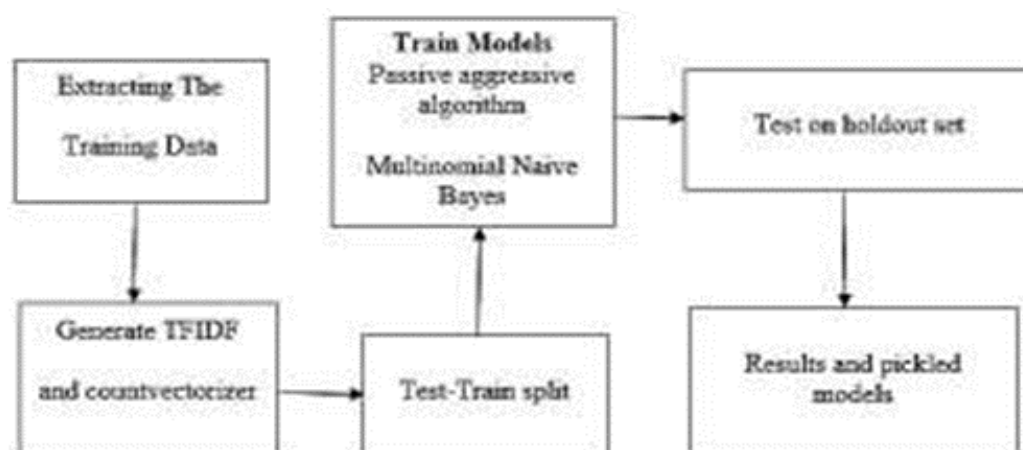 Extracting The
Training Data
Generate TFIDF
and countvectorizer
Test-Train split
Train Models
Passive aggressive
algorithm
Multinomial Naive
Bayes
Test on holdout set
Results and pickled
models